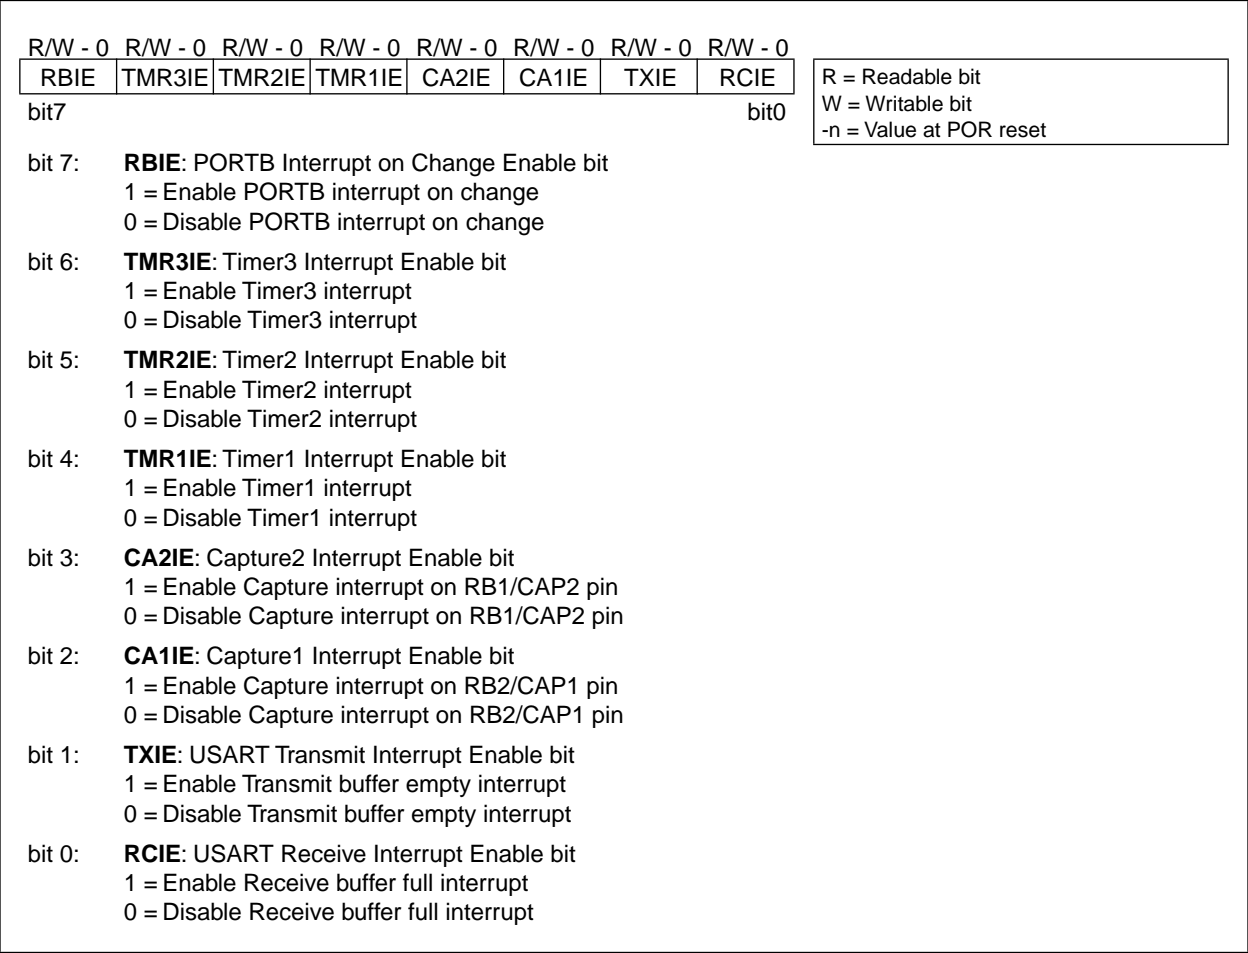 R/W - 0 R/W - 0 R/W - 0 R/W - 0 R/W - 0 R/W - 0 R/W - 0 R/W - 0
RBIE TMR3IE TMR2IE TMR1IE CA2IE CA1IE TXIE RCIE
bit7 bit0
R = Readable bit
W = Writable bit
-n = Value at POR reset
bit 7: RBIE: PORTB Interrupt on Change Enable bit
1 = Enable PORTB interrupt on change
0 = Disable PORTB interrupt on change
bit 6: TMR3IE: Timer3 Interrupt Enable bit
1 = Enable Timer3 interrupt
0 = Disable Timer3 interrupt
bit 5: TMR2IE: Timer2 Interrupt Enable bit
1 = Enable Timer2 interrupt
0 = Disable Timer2 interrupt
bit 4: TMR1IE: Timer1 Interrupt Enable bit
1 = Enable Timer1 interrupt
0 = Disable Timer1 interrupt
bit 3: CA2IE: Capture2 Interrupt Enable bit
1 = Enable Capture interrupt on RB1/CAP2 pin
0 = Disable Capture interrupt on RB1/CAP2 pin
bit 2: CA1IE: Capture1 Interrupt Enable bit
1 = Enable Capture interrupt on RB2/CAP1 pin
0 = Disable Capture interrupt on RB2/CAP1 pin
bit 1: TXIE: USART Transmit Interrupt Enable bit
1 = Enable Transmit buffer empty interrupt
0 = Disable Transmit buffer empty interrupt
bit 0: RCIE: USART Receive Interrupt Enable bit
1 = Enable Receive buffer full interrupt
0 = Disable Receive buffer full interrupt